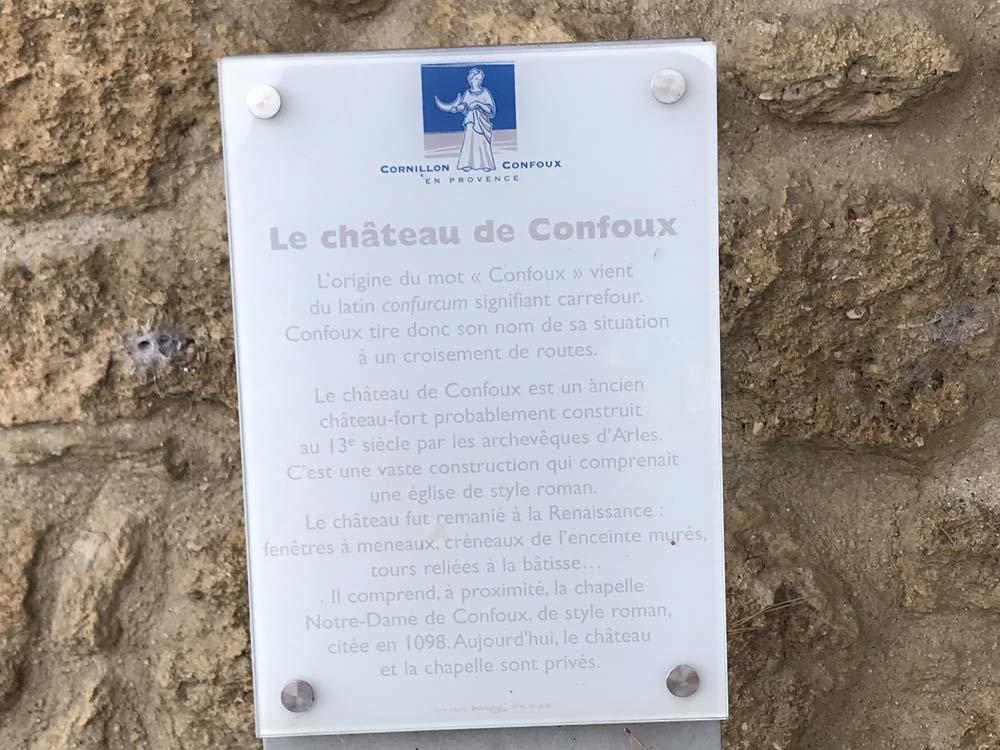 CORNILLON CONFOUX
EN PROVENCE
Le château de Confoux
L'origine du mot « Confoux » vient
du latin confurcum signifiant carrefour.
Confoux tire donc son nom de sa situation
à un croisement de routes.
Le château de Confoux est un ancien
château-fort probablement construit
au 13e siècle par les archevêques d'Arles.
C'est une vaste construction qui comprenait
une église de style roman.
Le château fut remanié à la Renaissance :
fenêtres à meneaux, créneaux de l'enceinte murés,
tours réliées à la bâtisse...
Il comprend, à proximité, la chapelle
Notre-Dame de Confoux, de style roman,
citée en 1098. Aujourd'hui, le château
et la chapelle sont privés.